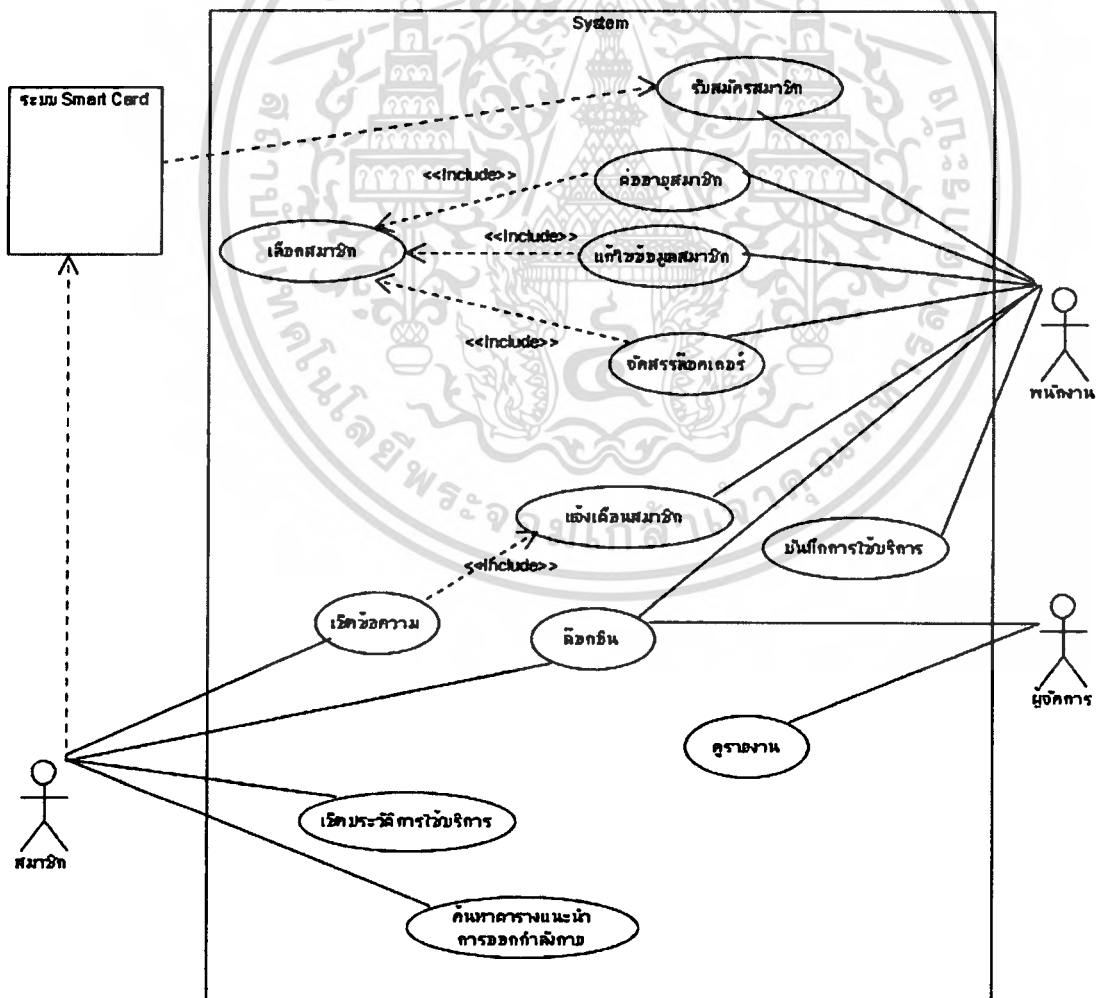 System
ระบบ Smart Card
รับสมัครสมาชิก
<<Include>>
ต่ออายุสมาชิก
<<Include>>
เลือกสมาชิก
แก้ไขข้อมูลสมาชิก
<<Include>>
จัดสรรล๊อคเกอร์
พนักงาน
แจ้งเตือนสมาชิก
บันทึกการใช้บริการ
<<Include>>
เช็คข้อความ
ล๊อกอิน
ผู้จัดการ
ดูรายงาน
เช็คประวัติการใช้บริการ
สมาชิก
ค้นหาตารางแนะนำ
การออกกำลังกาย